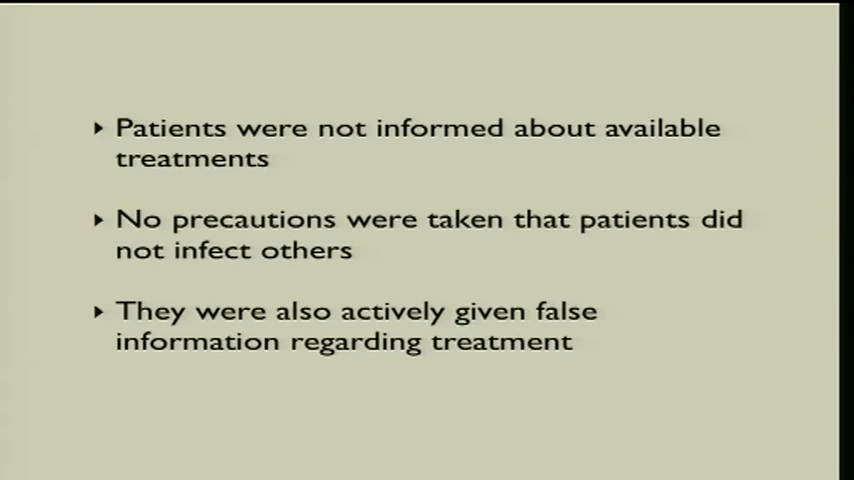 Patients were not informed about available
treatments
No precautions were taken that patients did
not infect others
They were also actively given false
information regarding treatment